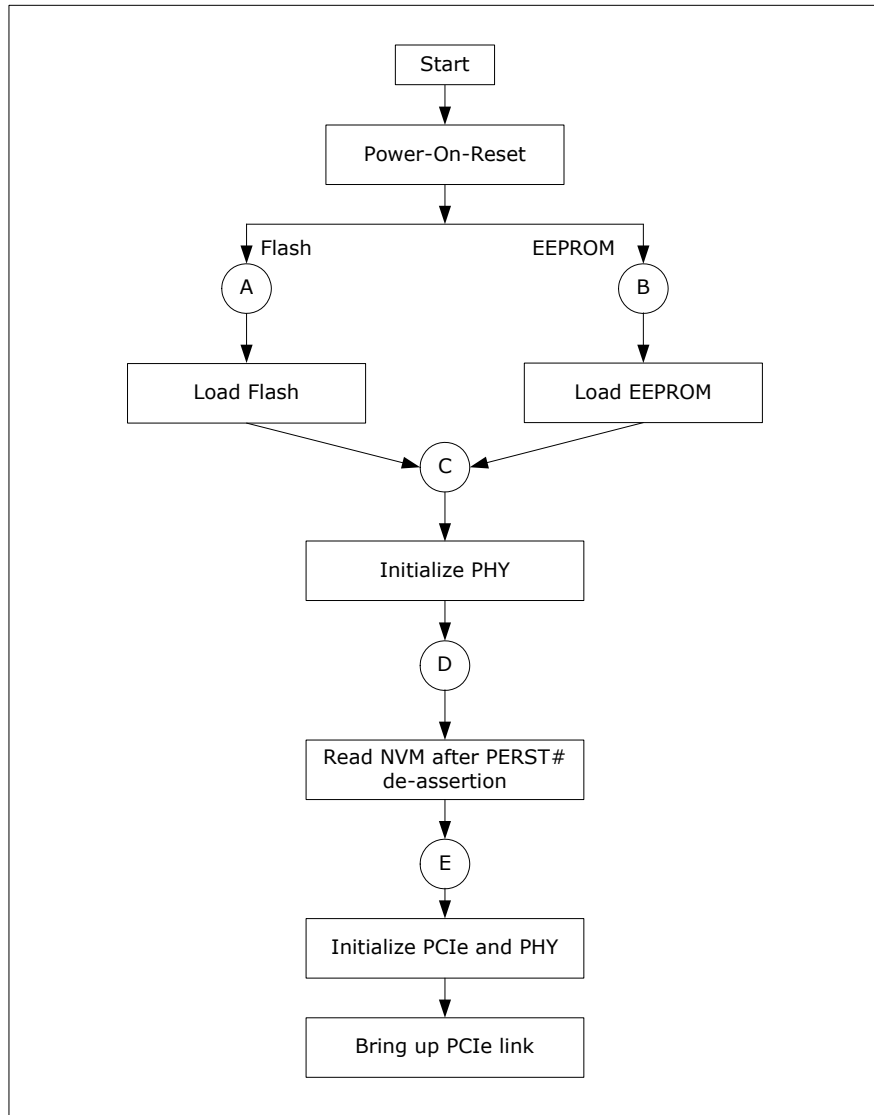 Start
Power-On-Reset
Flash
EEPROM
A
B
Load Flash
Load EEPROM
C
Initialize PHY
D
Read NVM after PERST#
de-assertion
E
Initialize PCIe and PHY
Bring up PCIe link